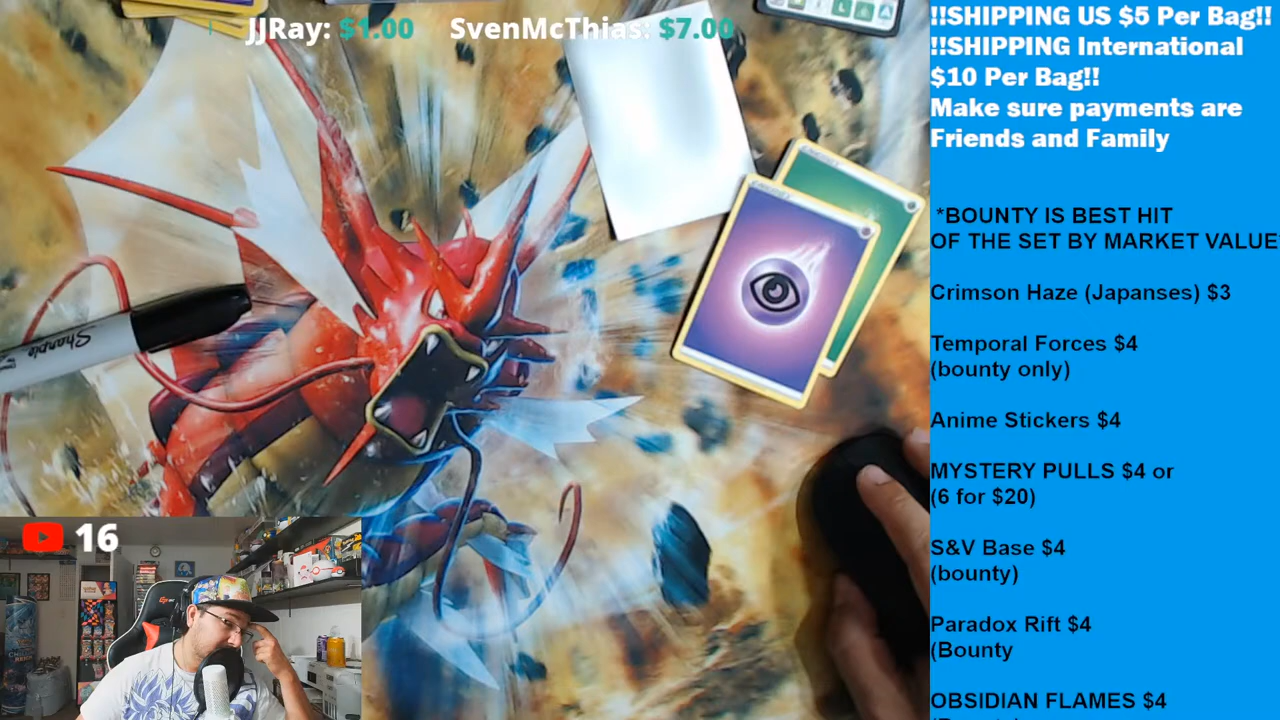 JJRay: $1.00 SvenMcThias: $7.00
!!SHIPPING US $5 Per Bag!!
!!SHIPPING International
$10 Per Bag!!
Make sure payments are
Friends and Family
*BOUNTY IS BEST HIT
OF THE SET BY MARKET VALUE
Crimson Haze (Japanses) $3
Temporal Forces $4
(bounty only)
Anime Stickers $4
MYSTERY PULLS $4 or
(6 for $20)
S&V Base $4
(bounty)
Paradox Rift $4
(Bounty
OBSIDIAN FLAMES $4
ENERGY
ENERGY
Sharpie
16